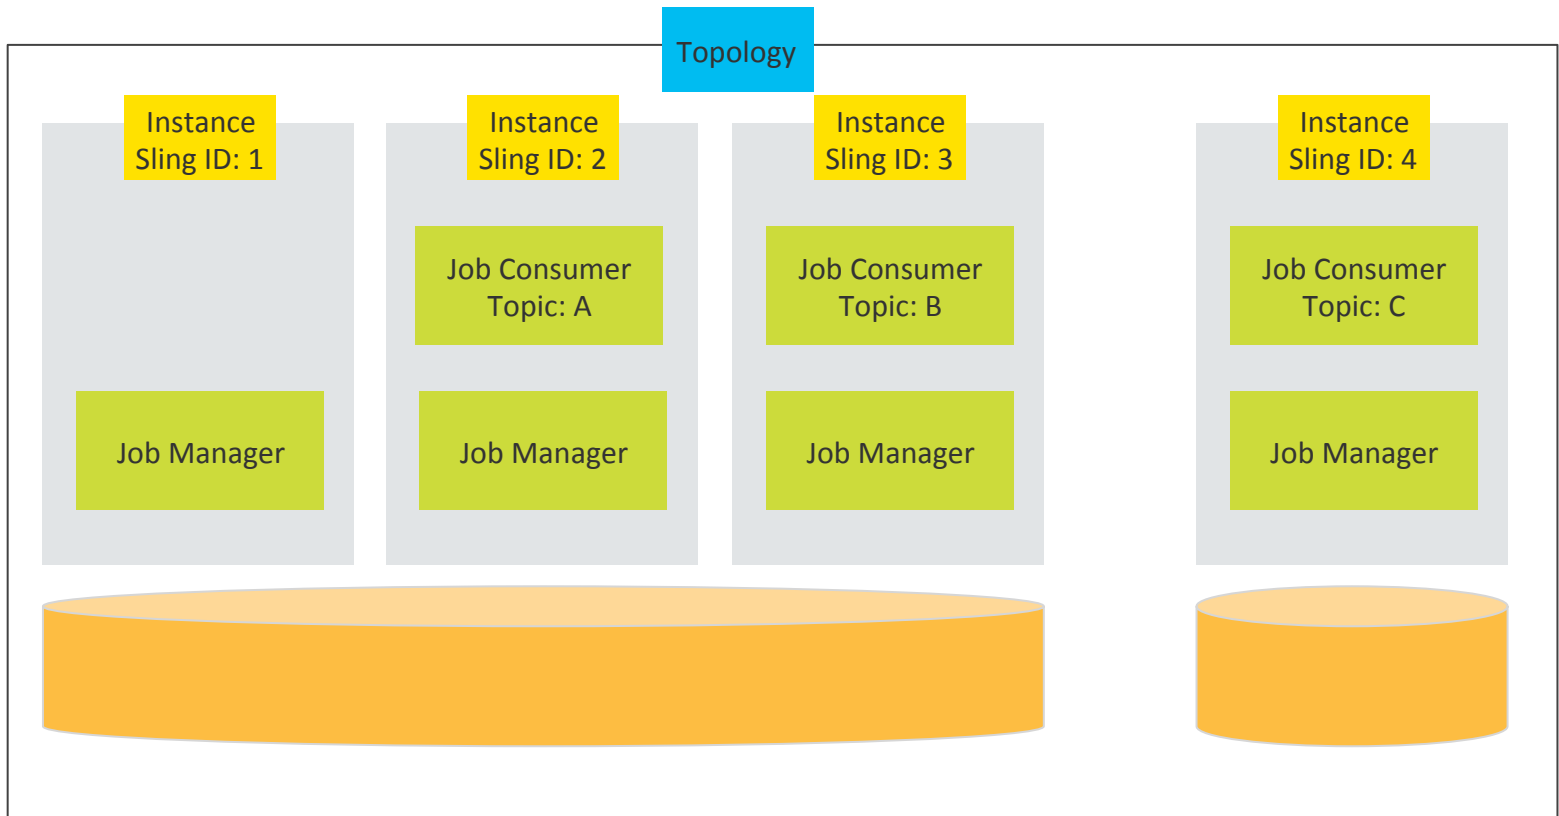 Topology
Instance
Sling ID: 1
Instance
Sling ID: 2
Instance
Sling ID: 3
Instance
Sling ID: 4
Job Consumer
Topic: A
Job Consumer
Topic: B
Job Consumer
Topic: C
Job Manager
Job Manager
Job Manager
Job Manager